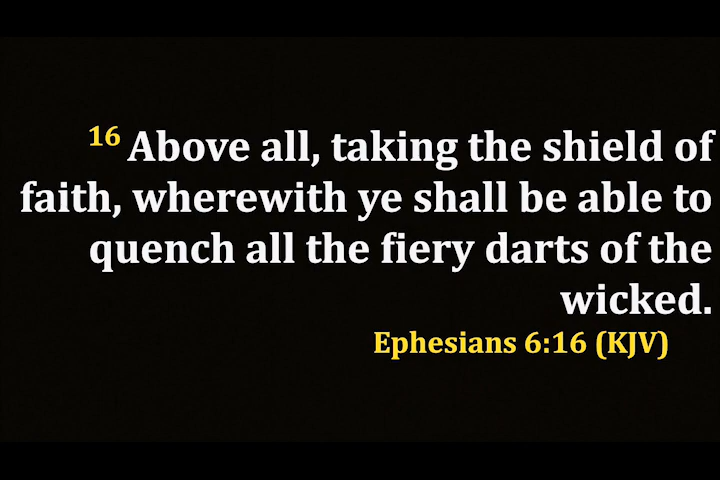 16 Above all, taking the shield of
faith, wherewith ye shall be able to
quench all the fiery darts of the
wicked.
Ephesians 6:16 (KJV)